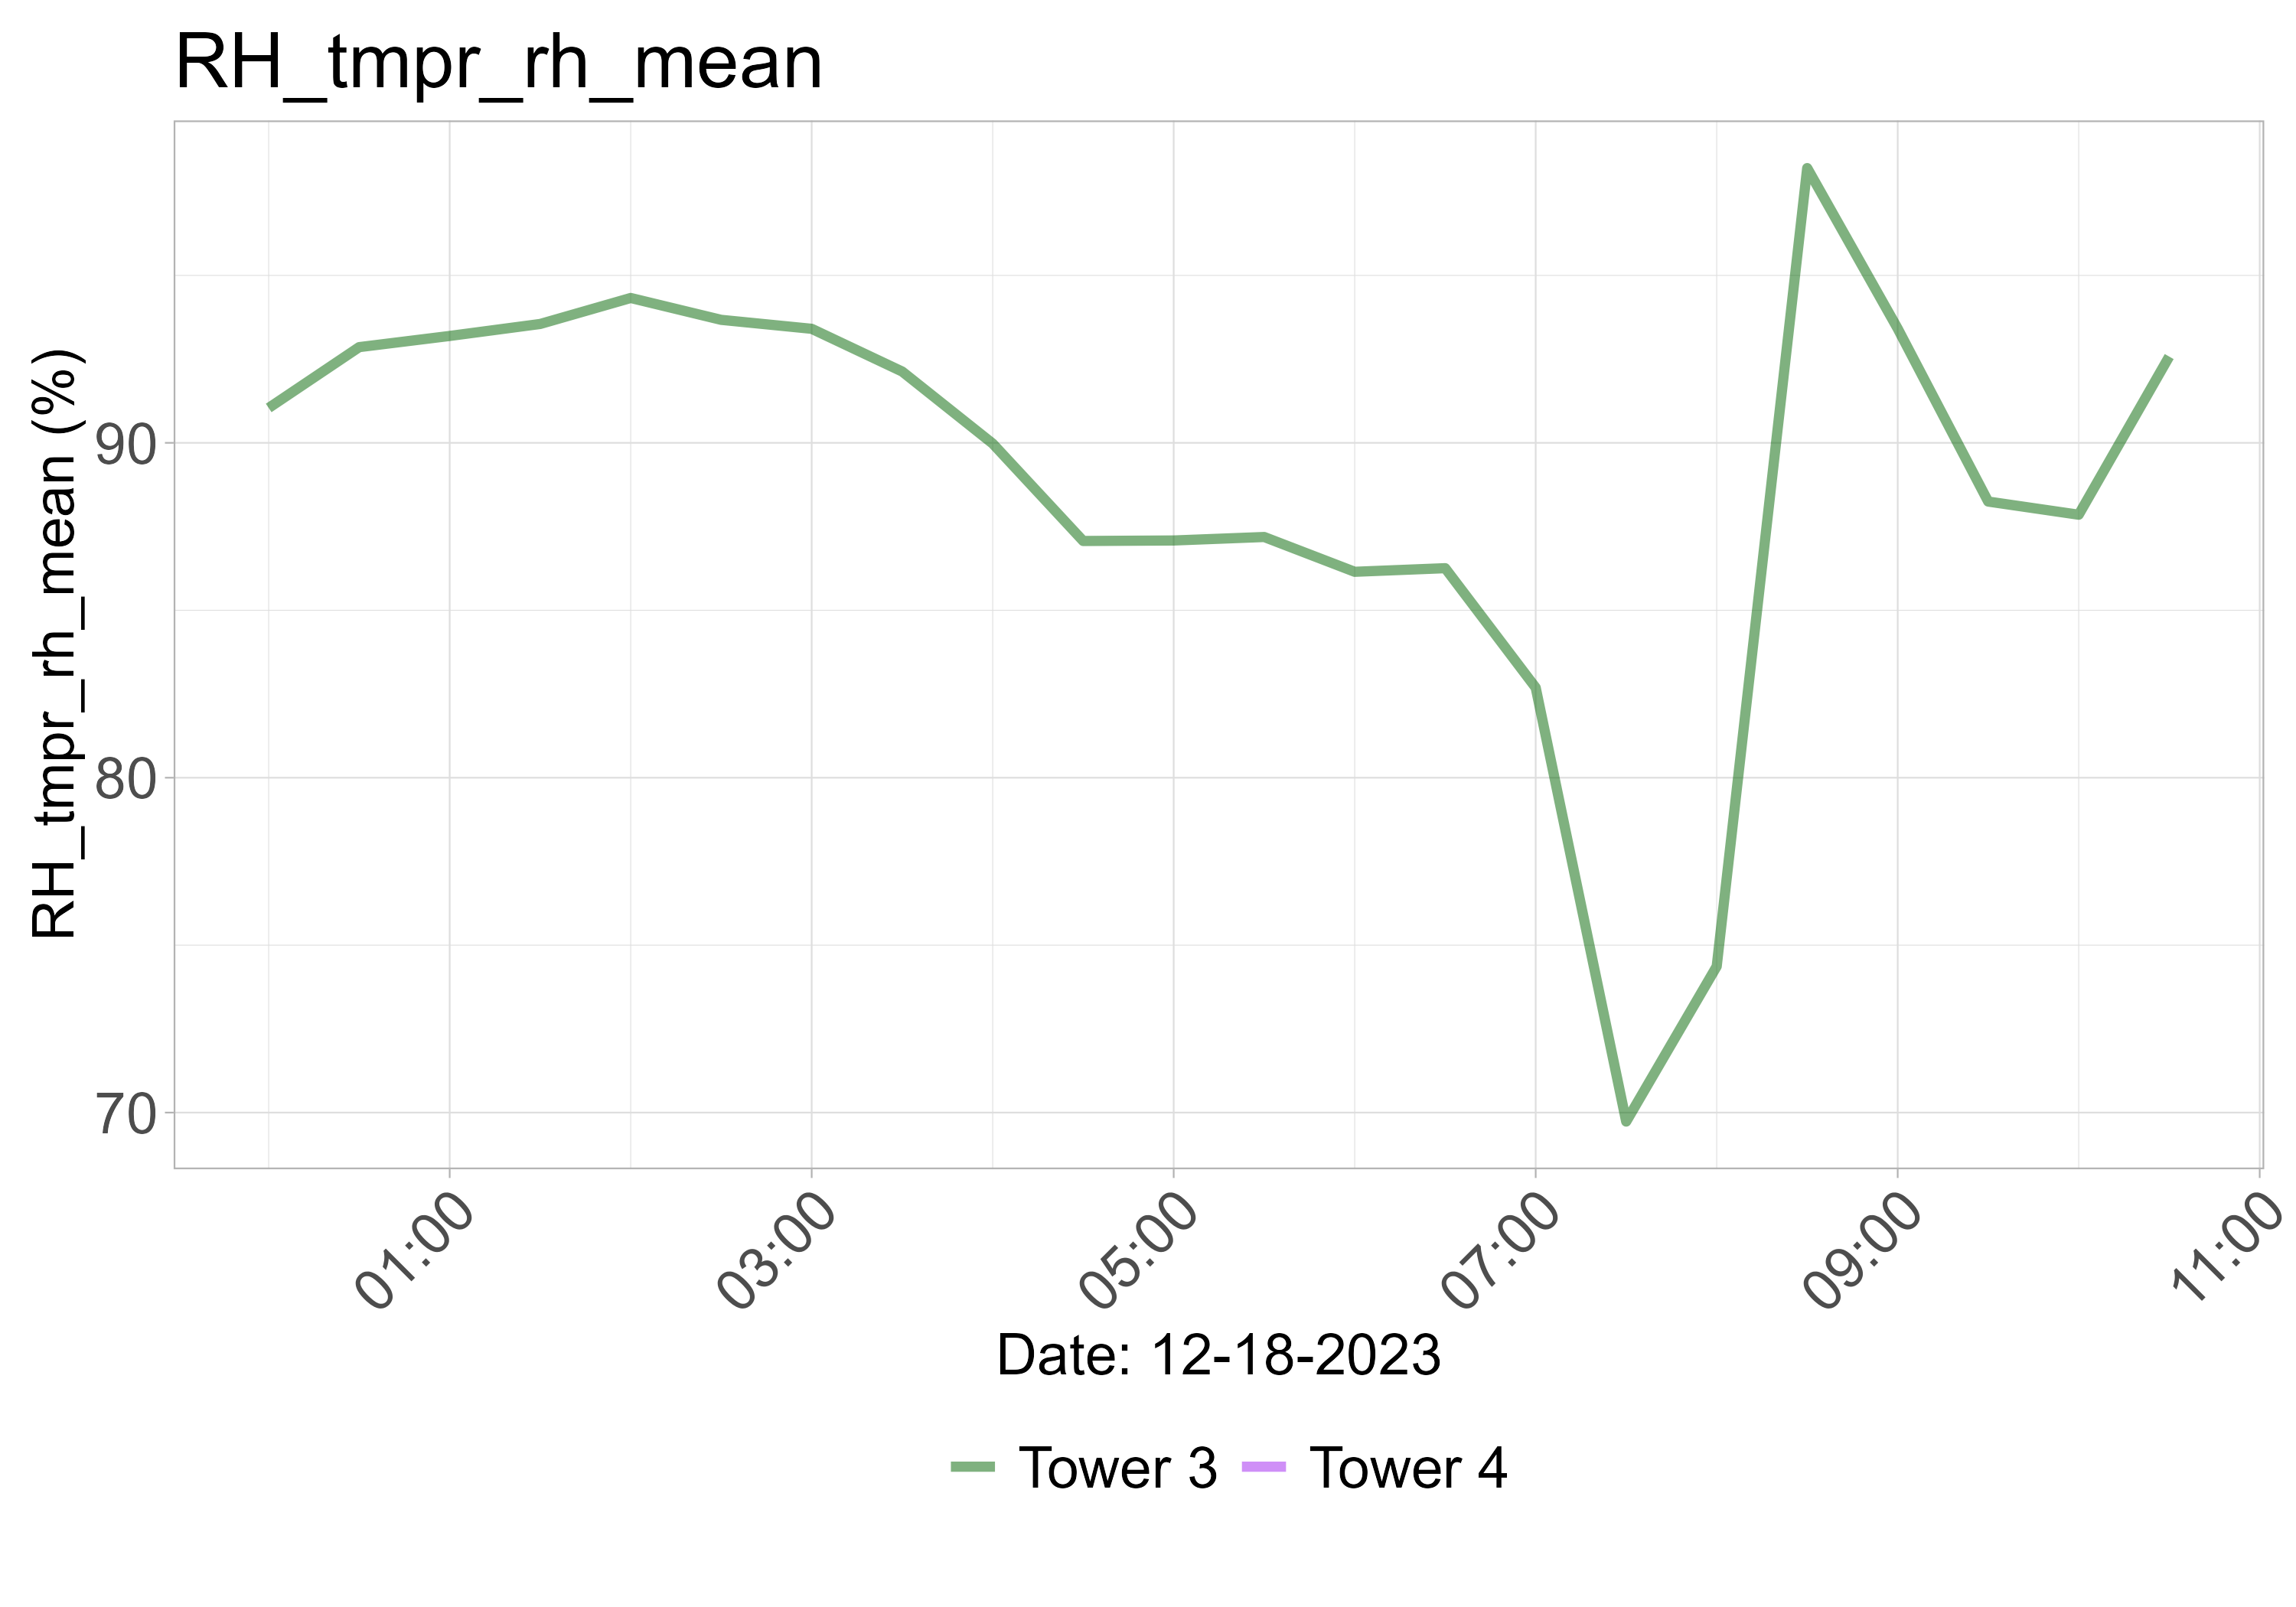 RH_tmpr_rh_mean
RH_tmpr_rh_mean (%)
90
80
70
01:00
03:00
05:00
07:00
09:00
11:00
Date: 12-18-2023
Tower 3
Tower 4